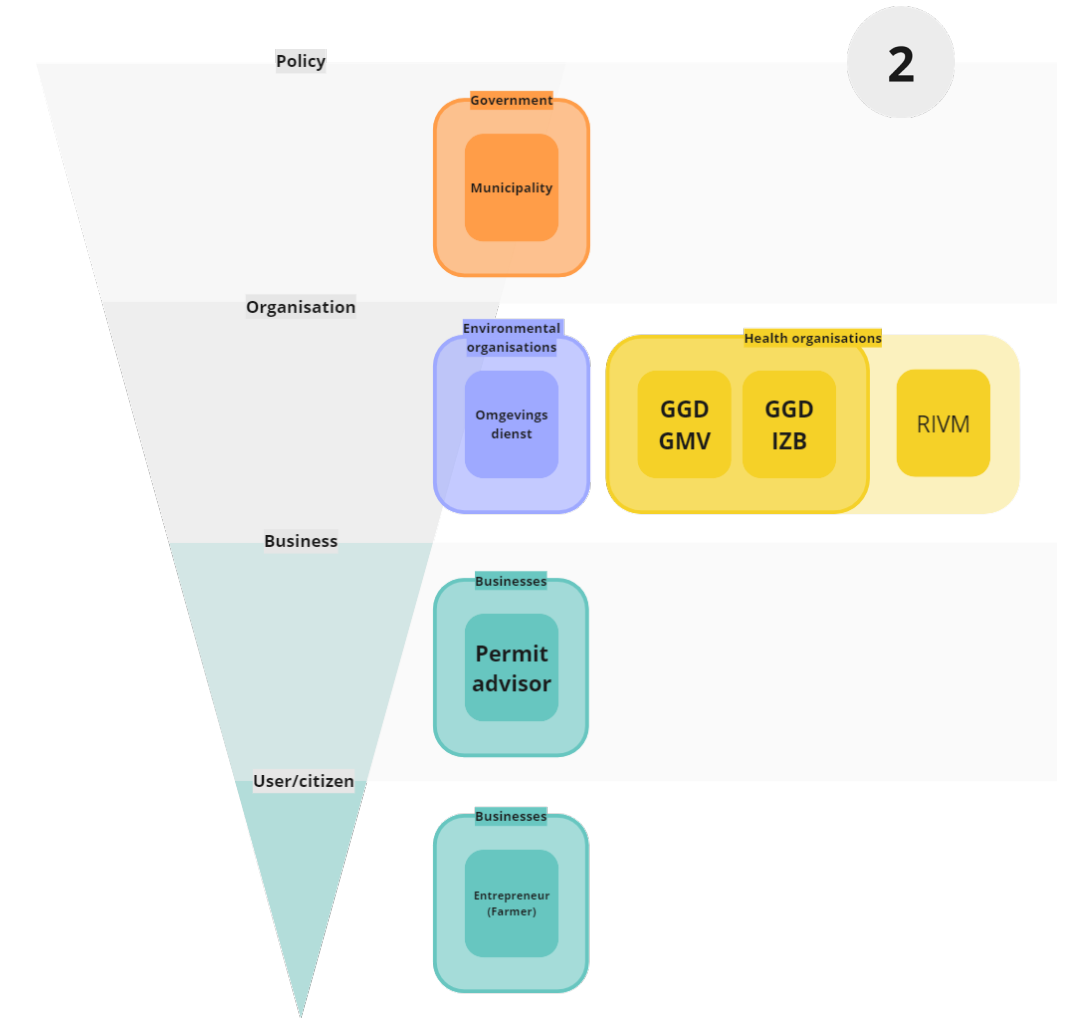 Policy
2
Government
Municipality
Organisation
Environmental
organisations
Omgevings
dienst
Health organisations
GGD
GMV
GGD
IZB
RIVM
Business
Businesses
Permit
advisor
User/citizen
Businesses
Entrepreneur
(Farmer)